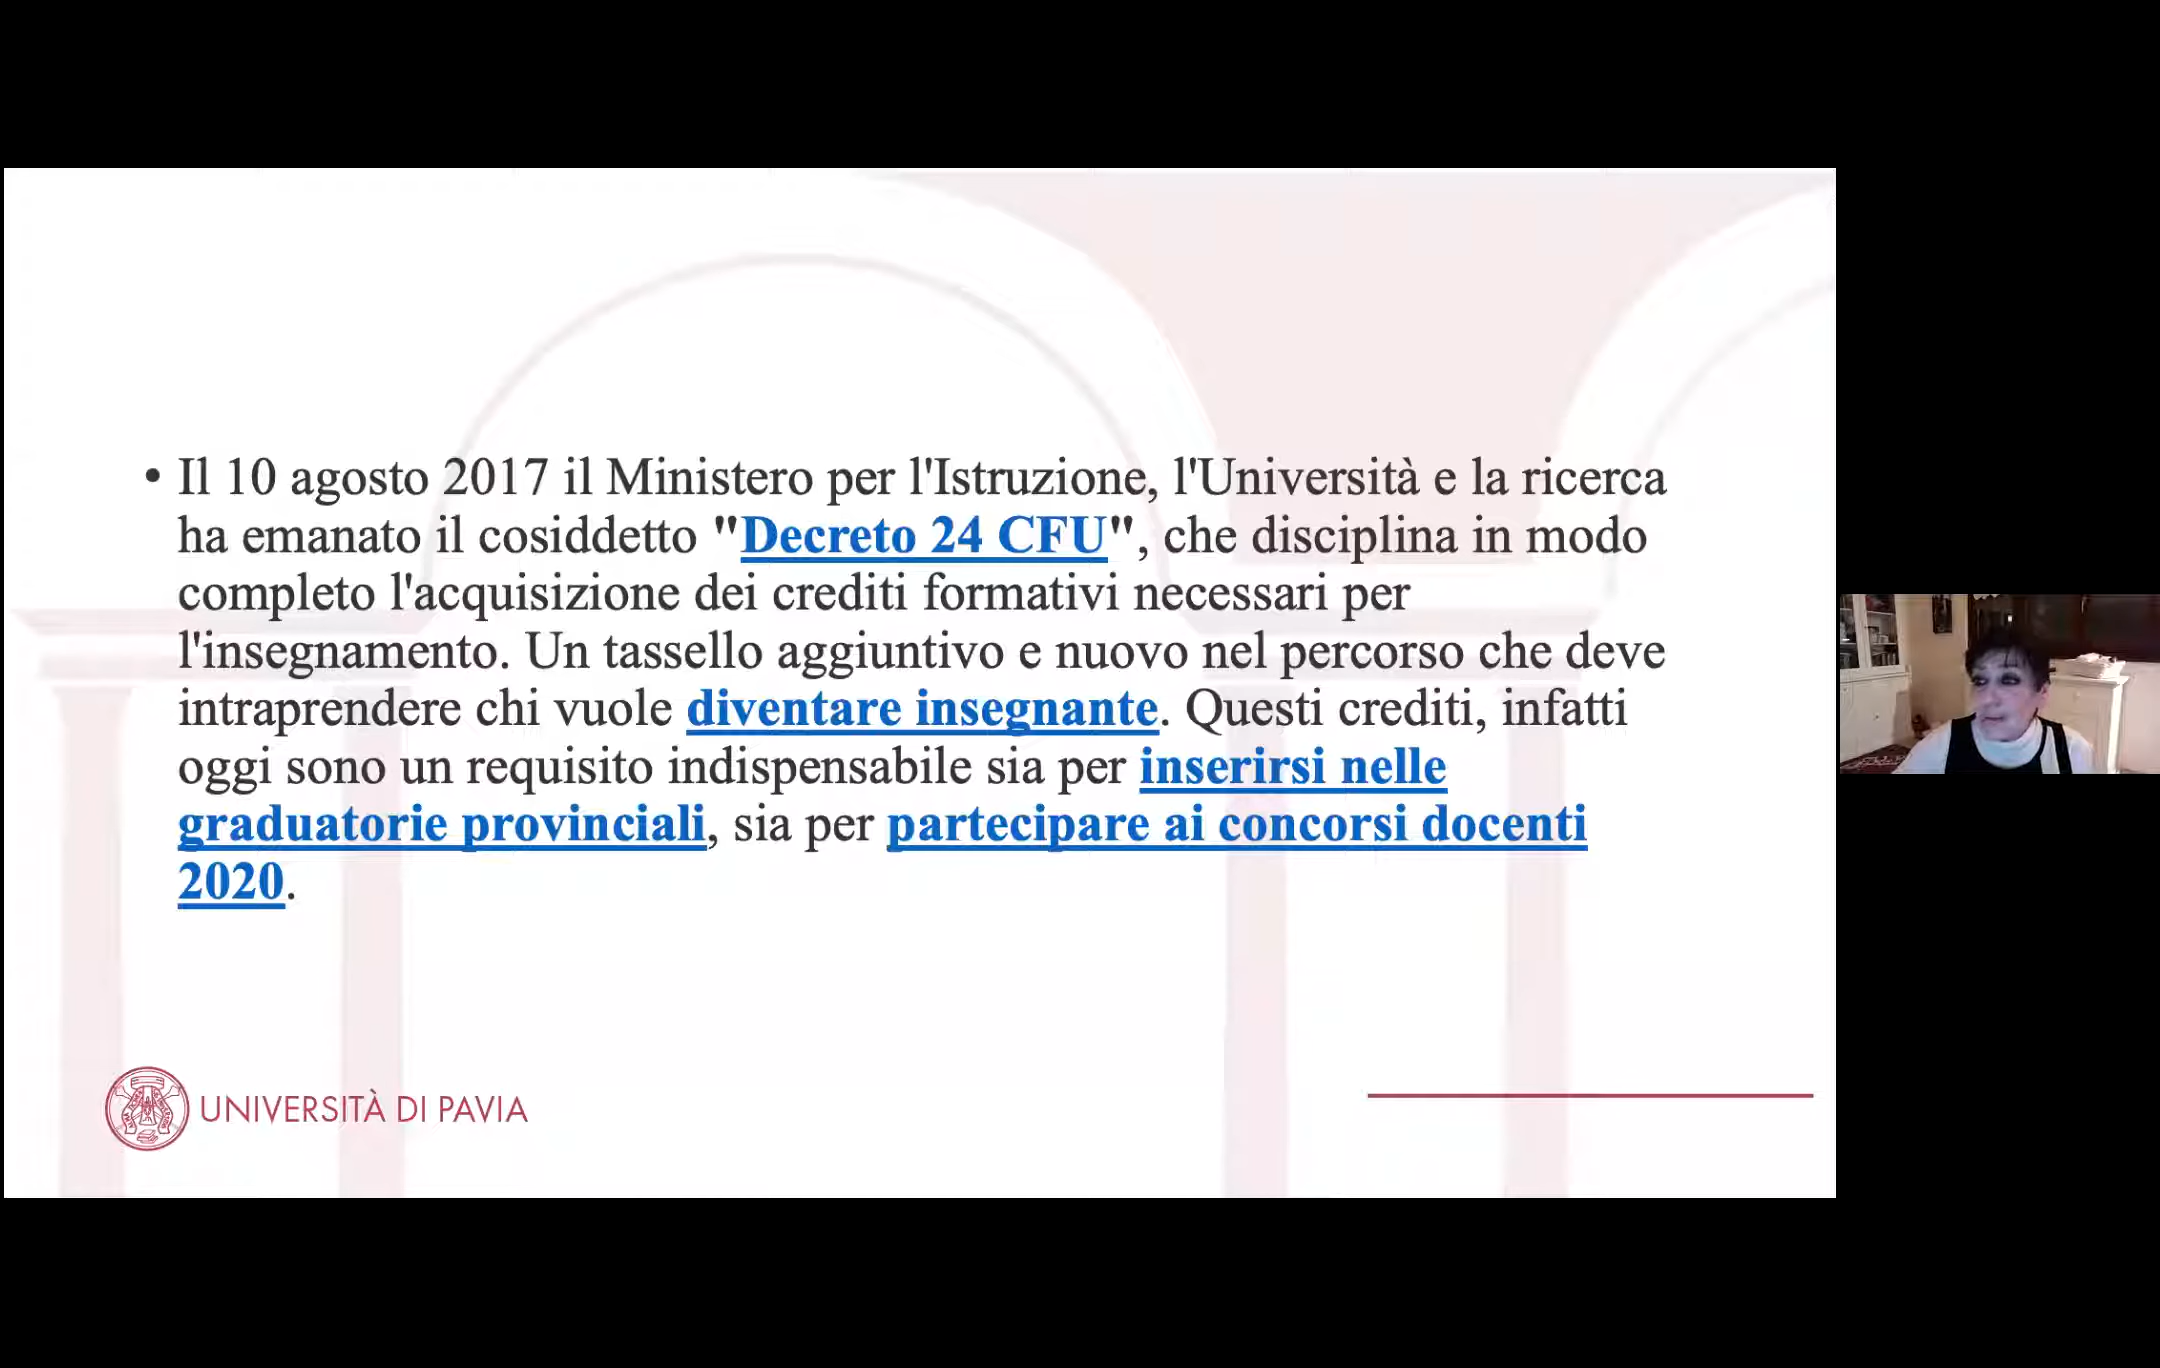 • Il 10 agosto 2017 il Ministero per l'Istruzione, l'Università e la ricerca
ha emanato il cosiddetto "Decreto 24 CFU", che disciplina in modo
completo l'acquisizione dei crediti formativi necessari per
l'insegnamento. Un tassello aggiuntivo e nuovo nel percorso che deve
intraprendere chi vuole diventare insegnante. Questi crediti, infatti
oggi sono un requisito indispensabile sia per inserirsi nelle
graduatorie provinciali, sia per partecipare ai concorsi docenti
2020.
UNIVERSITÀ DI PAVIA